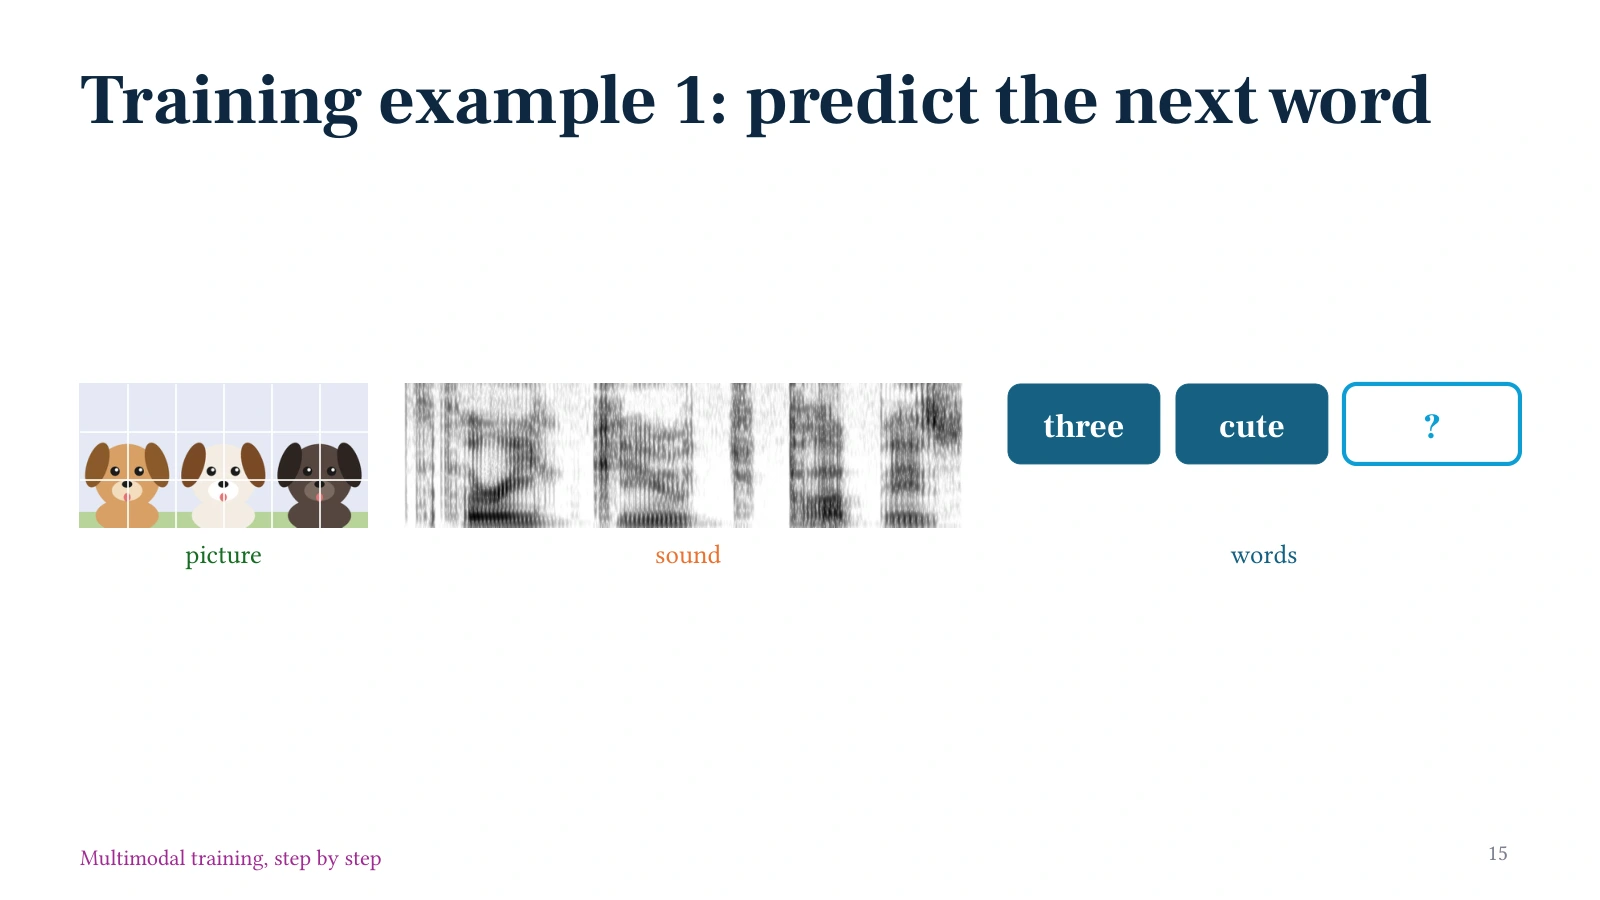 Training example 1: predict the next word
three cute ?
picture sound words
Multimodal training, step by step
15